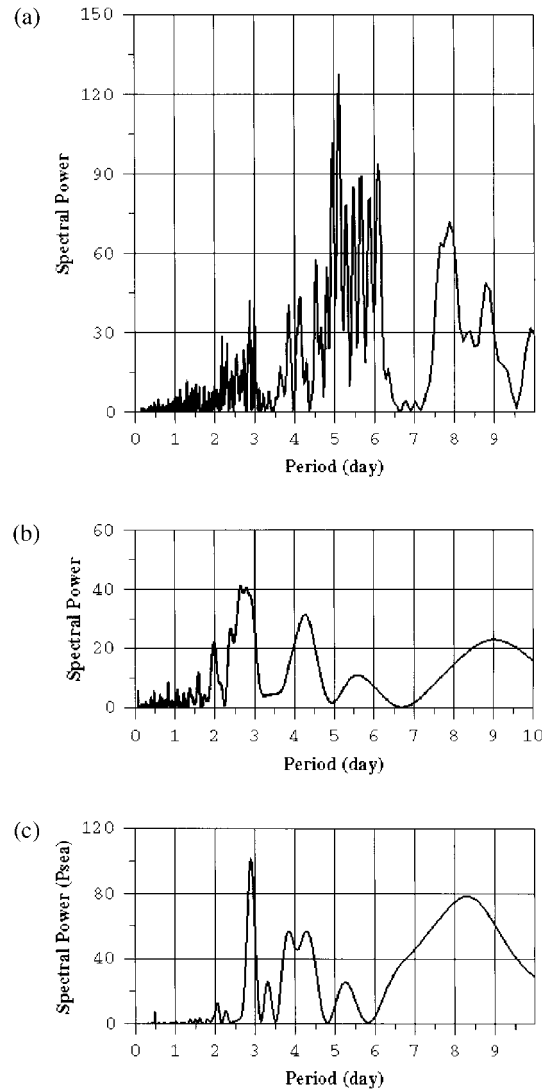 (a)
150
120
90
60
30
0
Spectral Power
0 1 2 3 4 5 6 7 8 9
Period (day)
(b)
60
40
20
0
Spectral Power
0 1 2 3 4 5 6 7 8 9 10
Period (day)
(c)
120
80
40
0
Spectral Power (Psea)
0 1 2 3 4 5 6 7 8 9
Period (day)